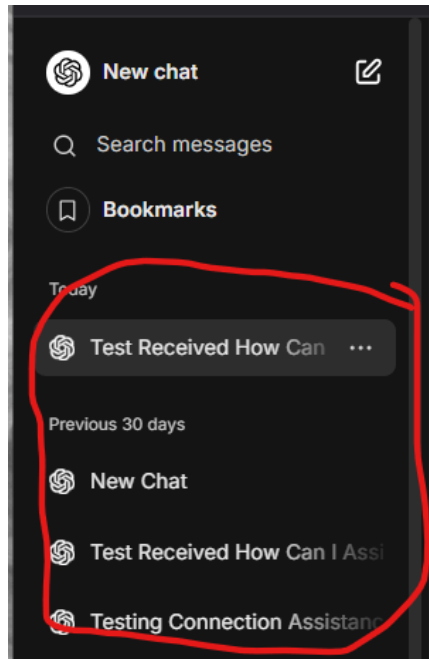 New chat
Search messages
Bookmarks
Today
Test Received How Can
Previous 30 days
New Chat
Test Received How Can I Assi
Testing Connection Assistanc